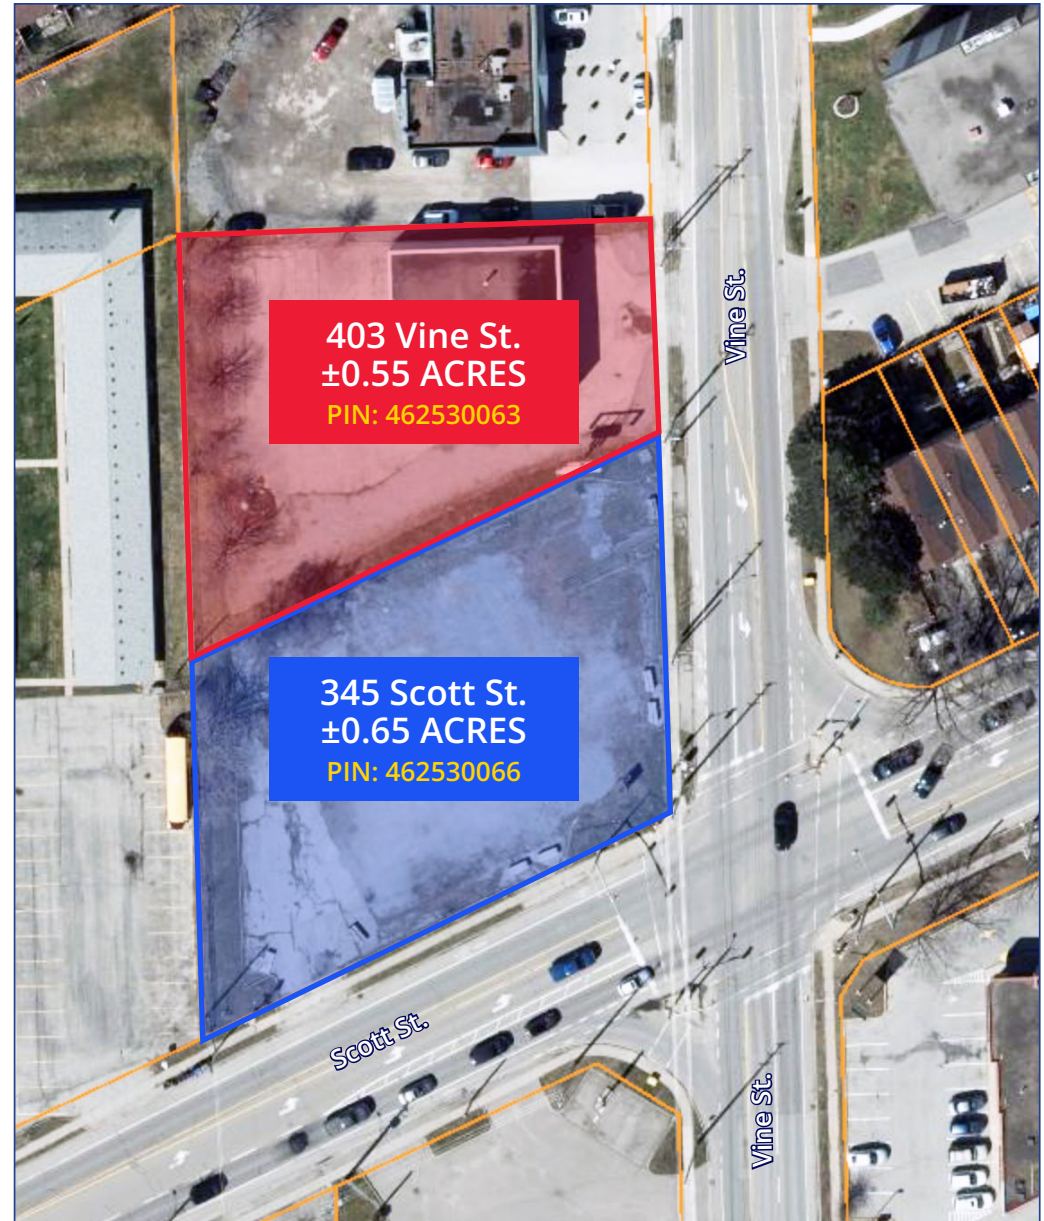 403 Vine St.
±0.55 ACRES
PIN: 462530063
Vine St.
345 Scott St.
±0.65 ACRES
PIN: 462530066
Scott St.
Vine St.